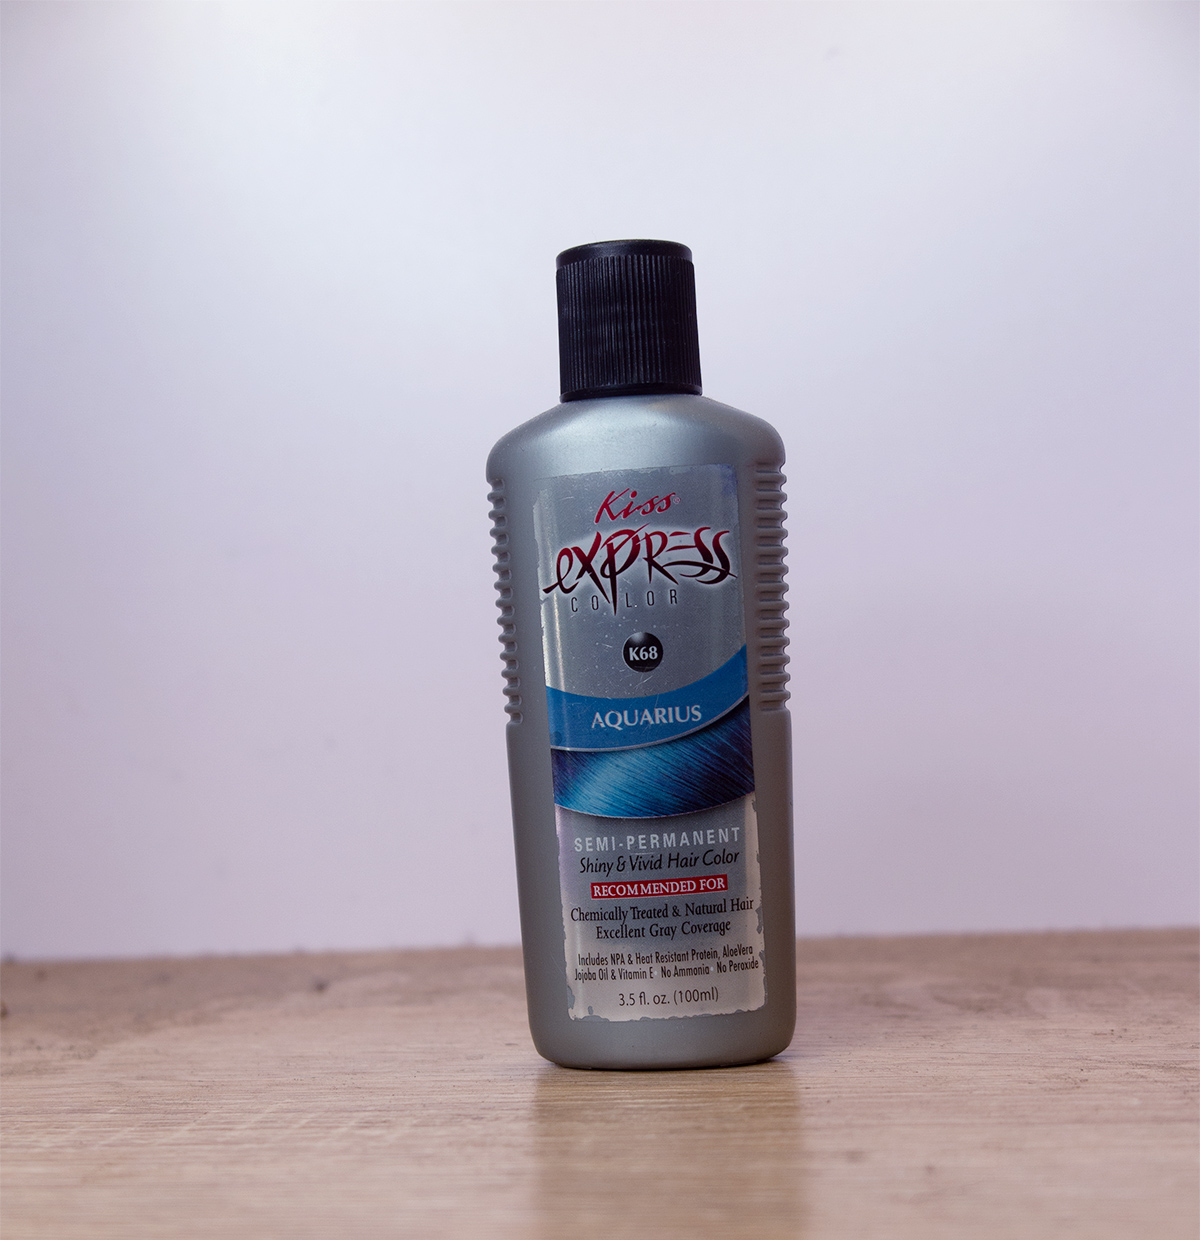 Kiss®
express
COLOR
K68
AQUARIUS
SEMI-PERMANENT
Shiny & Vivid Hair Color
RECOMMENDED FOR
Chemically Treated & Natural Hair
Excellent Gray Coverage
Includes NPA & Heat Resistant Protein, AloeVera
Jojoba Oil & Vitamin E • No Ammonia • No Peroxide
3.5 fl. oz. (100ml)